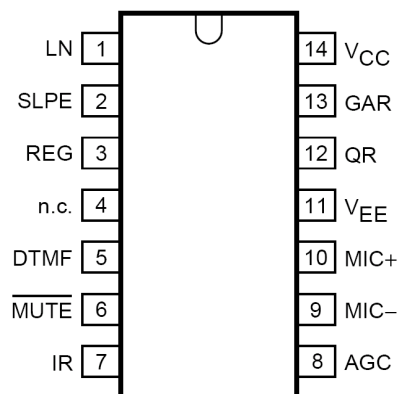 LN 1 14 VCC
SLPE 2 13 GAR
REG 3 12 QR
n.c. 4 11 VEE
DTMF 5 10 MIC+
MUTE 6 9 MIC−
IR 7 8 AGC